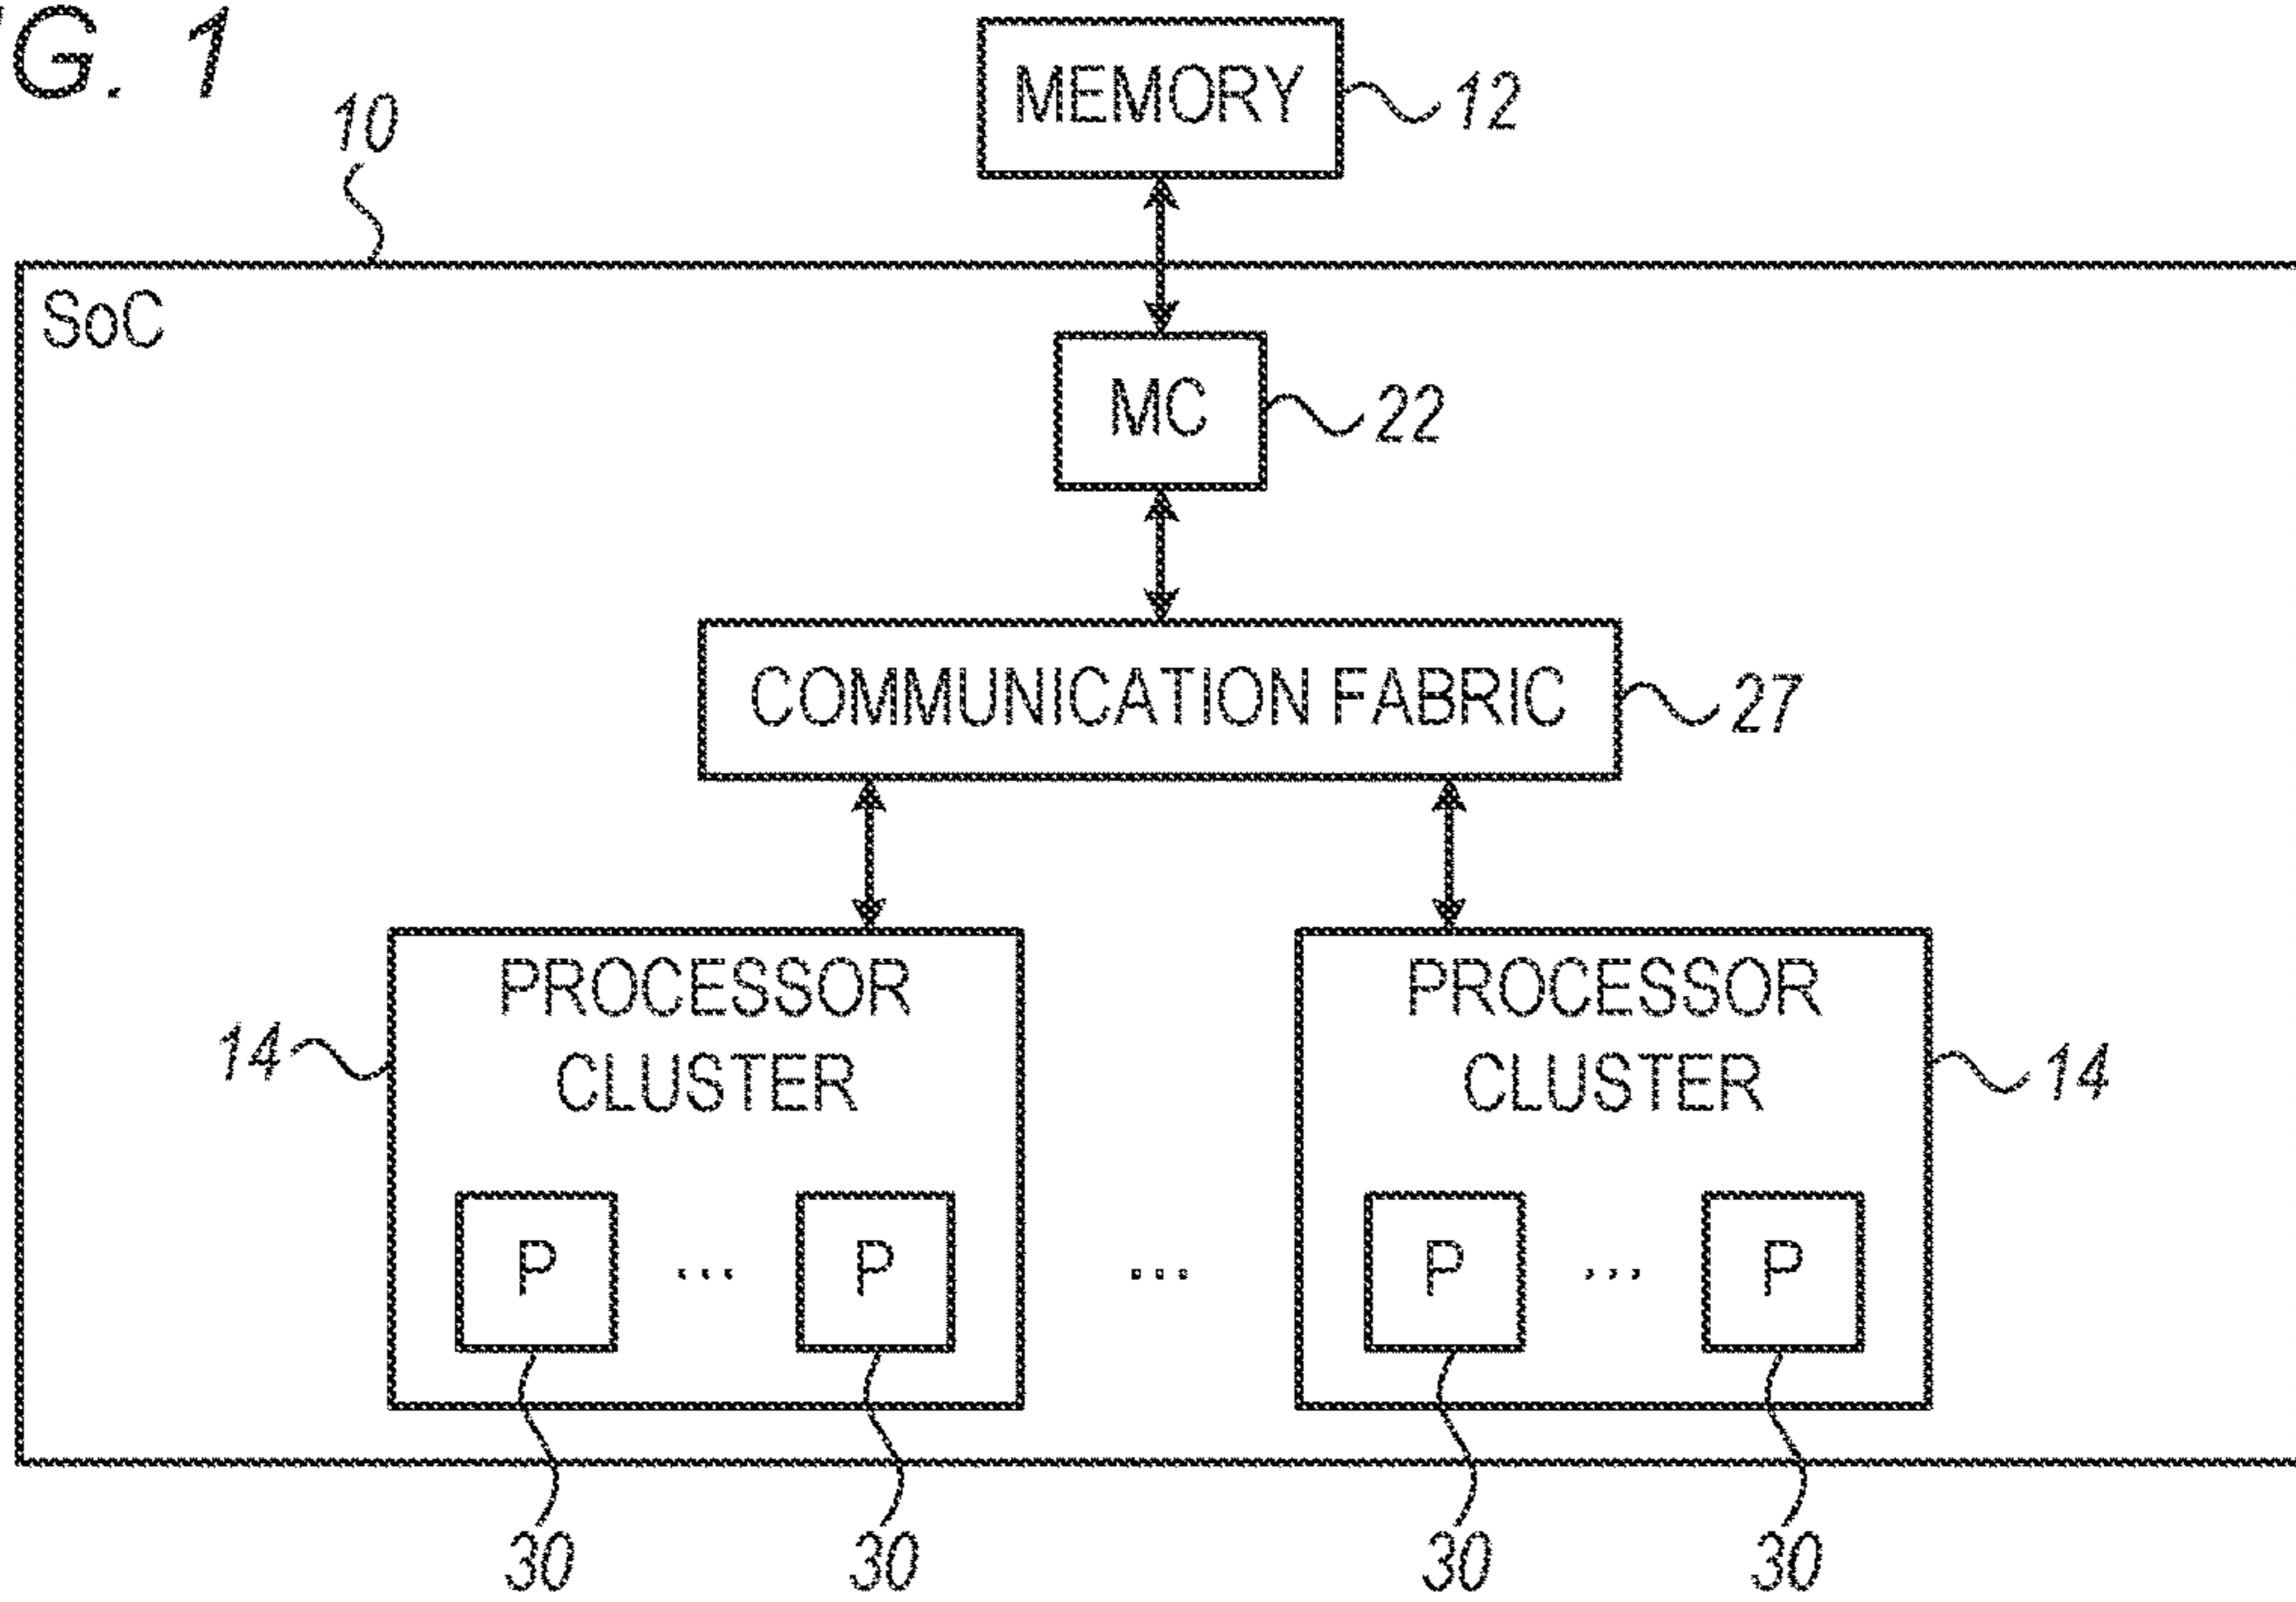 G. 1
10
MEMORY
12
SoC
MC
22
COMMUNICATION FABRIC
27
PROCESSOR
CLUSTER
14
PROCESSOR
CLUSTER
14
P ... P ... P ... P
30 30 30 30